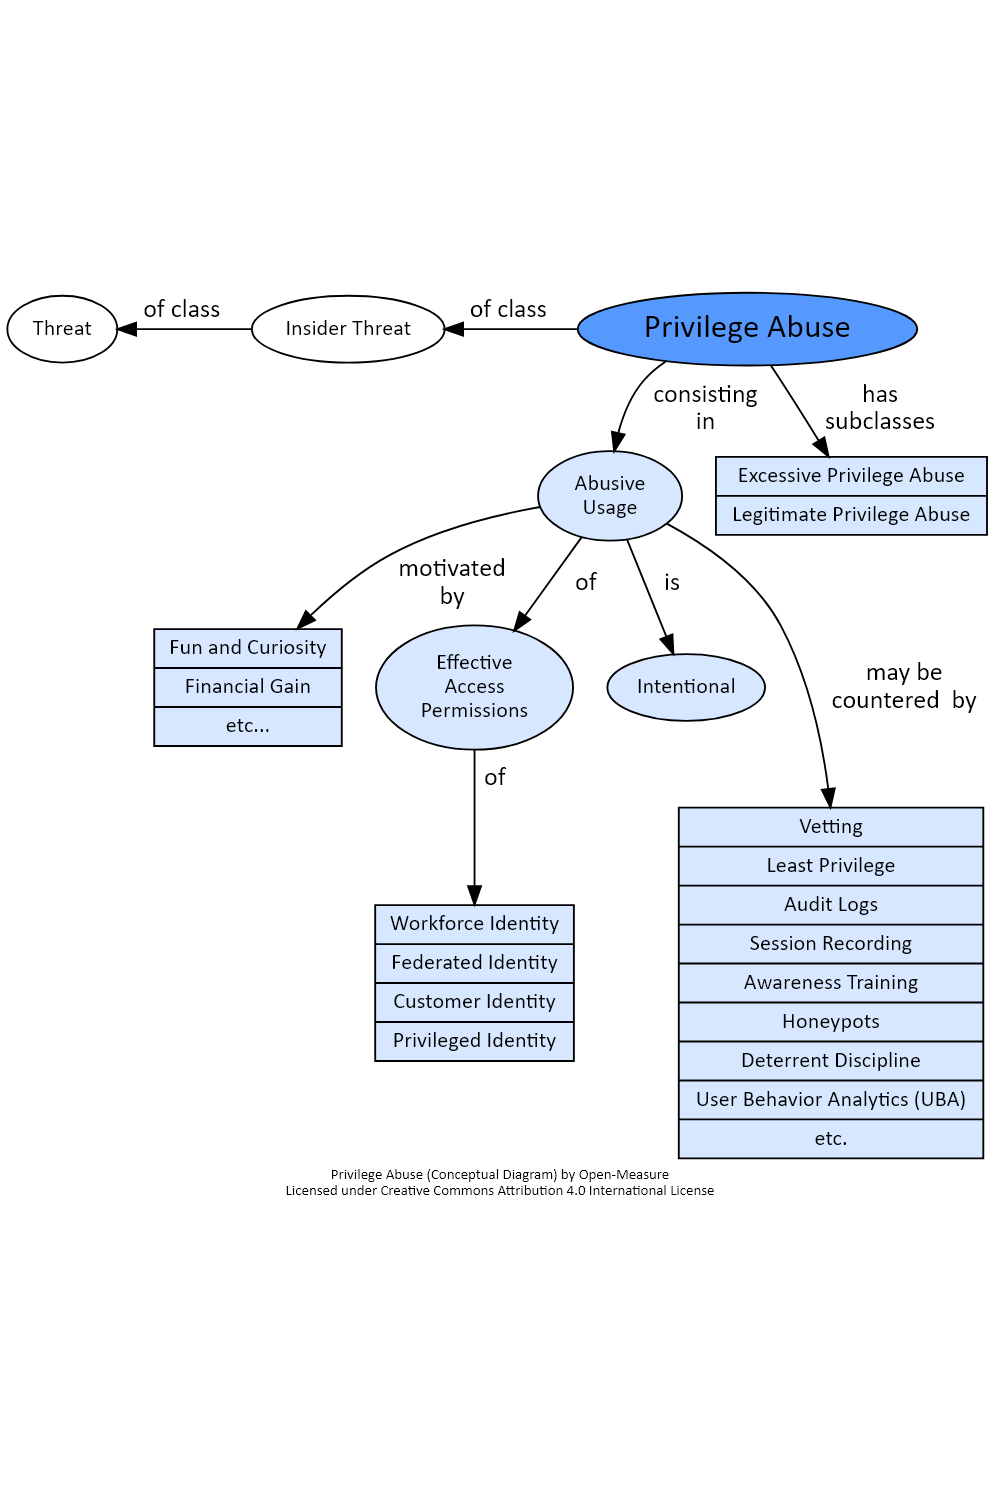 of class
of class
Threat
Insider Threat
Privilege Abuse
consisting
in
has
subclasses
Abusive
Usage
Excessive Privilege Abuse
Legitimate Privilege Abuse
motivated
by
of
is
Fun and Curiosity
Financial Gain
etc...
Effective
Access
Permissions
Intentional
may be
countered  by
of
Workforce Identity
Federated Identity
Customer Identity
Privileged Identity
Vetting
Least Privilege
Audit Logs
Session Recording
Awareness Training
Honeypots
Deterrent Discipline
User Behavior Analytics (UBA)
etc.
Privilege Abuse (Conceptual Diagram) by Open-Measure
Licensed under Creative Commons Attribution 4.0 International License